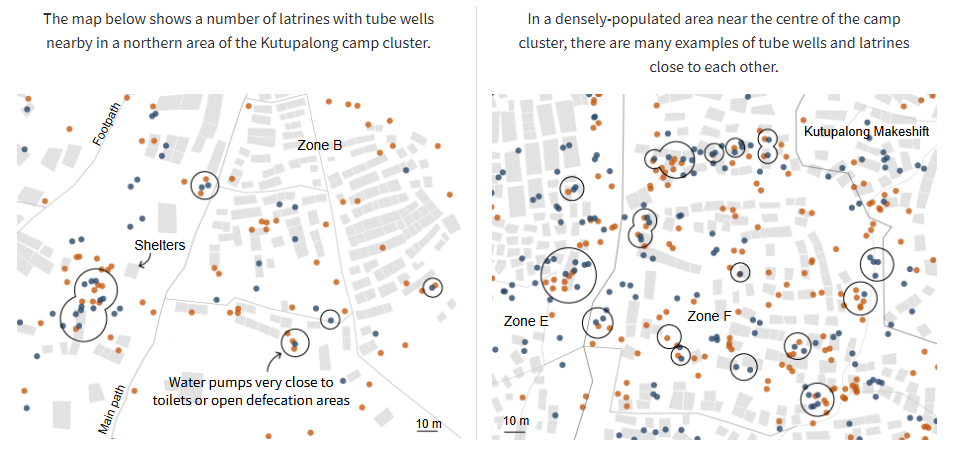 The map below shows a number of latrines with tube wells
nearby in a northern area of the Kutupalong camp cluster.
Footpath
Zone B
Shelters
Water pumps very close to
toilets or open defecation areas
Main path
10 m
In a densely-populated area near the centre of the camp
cluster, there are many examples of tube wells and latrines
close to each other.
Kutupalong Makeshift
Zone E
Zone F
10 m